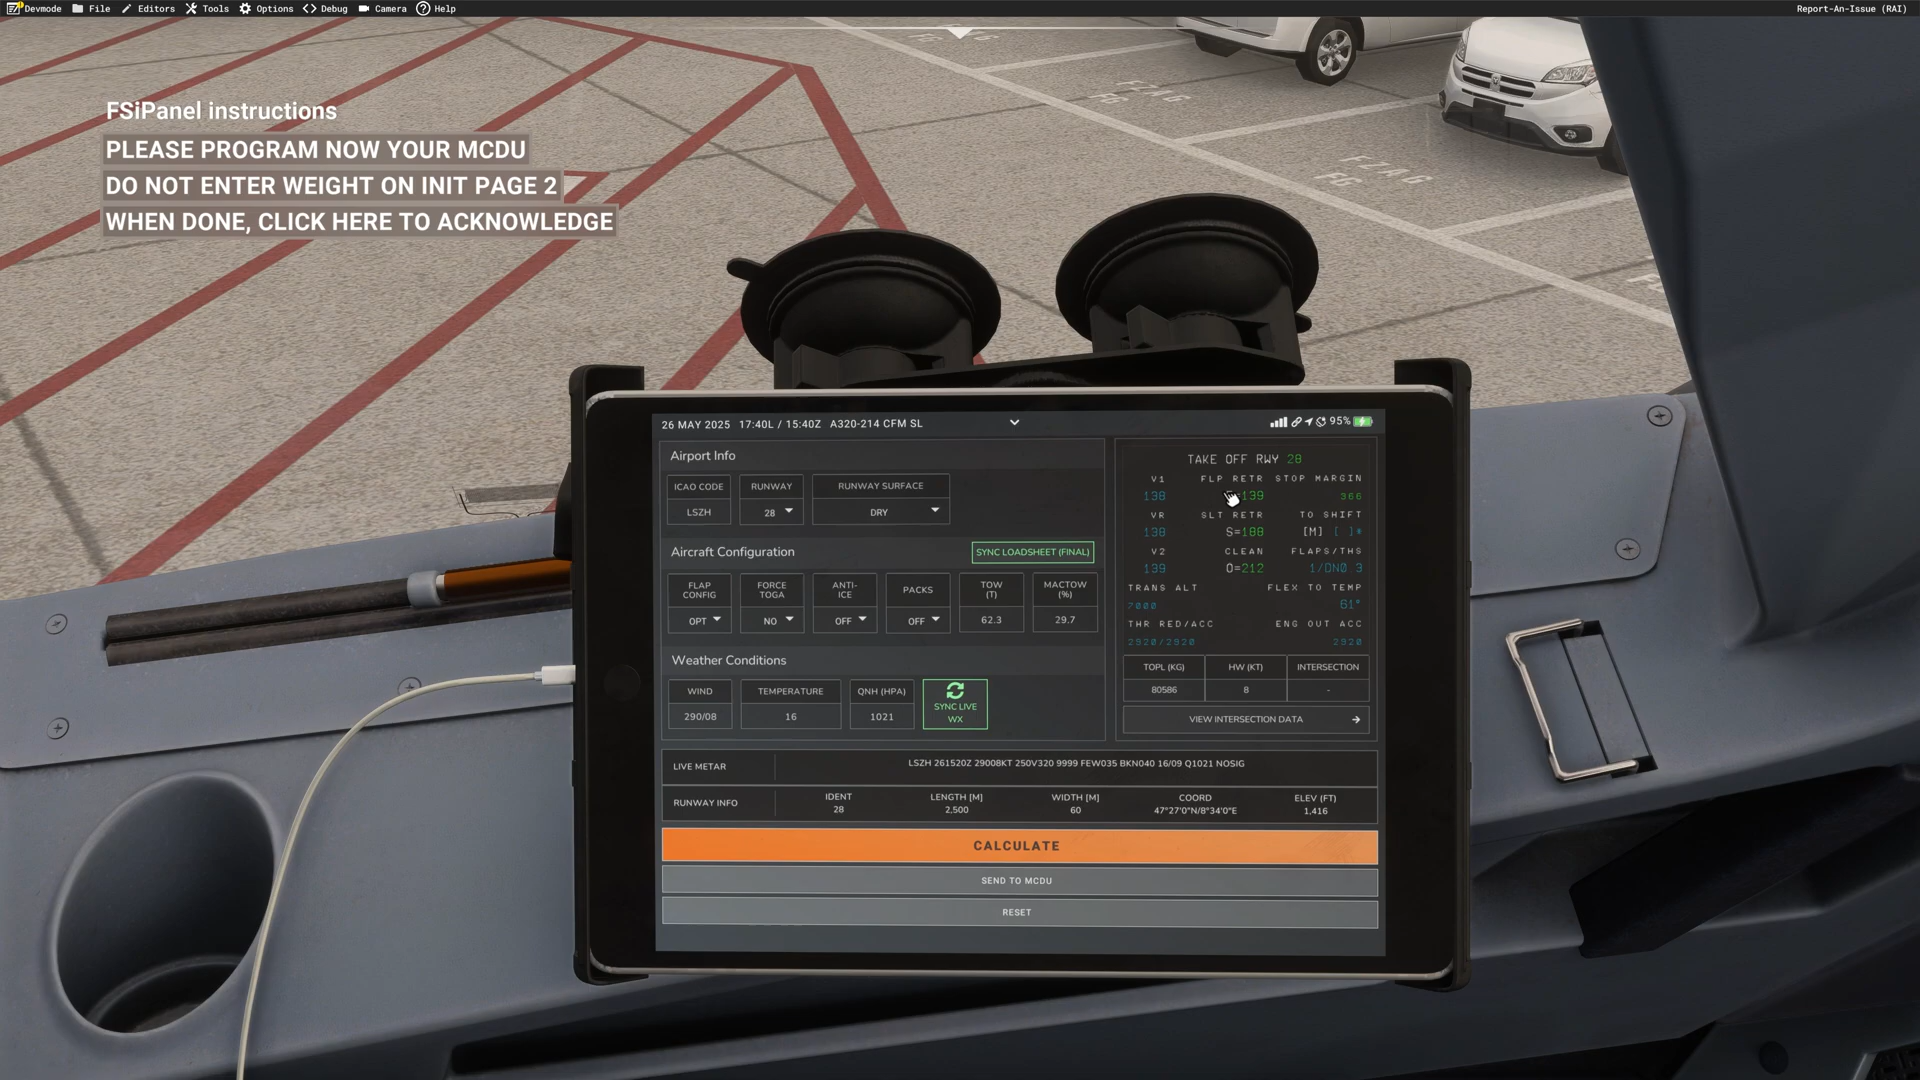 Devmode File Editors Tools Options Debug Camera Help Report-An-Issue (RAI)
FSiPanel instructions
PLEASE PROGRAM NOW YOUR MCDU
DO NOT ENTER WEIGHT ON INIT PAGE 2
WHEN DONE, CLICK HERE TO ACKNOWLEDGE
FG
FZAG
FG
FZAG
FG
26 MAY 2025 17:40L / 15:40Z A320-214 CFM SL 95%
Airport Info
ICAO CODE RUNWAY RUNWAY SURFACE
LSZH 28 DRY
Aircraft Configuration SYNC LOADSHEET (FINAL)
FLAP CONFIG FORCE TOGA ANTI-ICE PACKS TOW (T) MACTOW (%)
OPT NO OFF OFF 62.3 29.7
Weather Conditions
WIND TEMPERATURE QNH (HPA)
290/08 16 1021
SYNC LIVE
WX
TAKE OFF RWY 28
V1 FLP RETR STOP MARGIN
138 =139 366
VR SLT RETR TO SHIFT
138 S=188 [M] [ ]*
V2 CLEAN FLAPS/THS
139 O=212 1/DN0.3
TRANS ALT FLEX TO TEMP
7000 61°
THR RED/ACC ENG OUT ACC
2920/2920 2920
TOPL (KG) HW (KT) INTERSECTION
80586 8 -
VIEW INTERSECTION DATA
LIVE METAR LSZH 261520Z 29008KT 250V320 9999 FEW035 BKN040 16/09 Q1021 NOSIG
RUNWAY INFO
IDENT LENGTH [M] WIDTH [M] COORD ELEV (FT)
28 2,500 60 47°27'0"N/8°34'0"E 1,416
CALCULATE
SEND TO MCDU
RESET